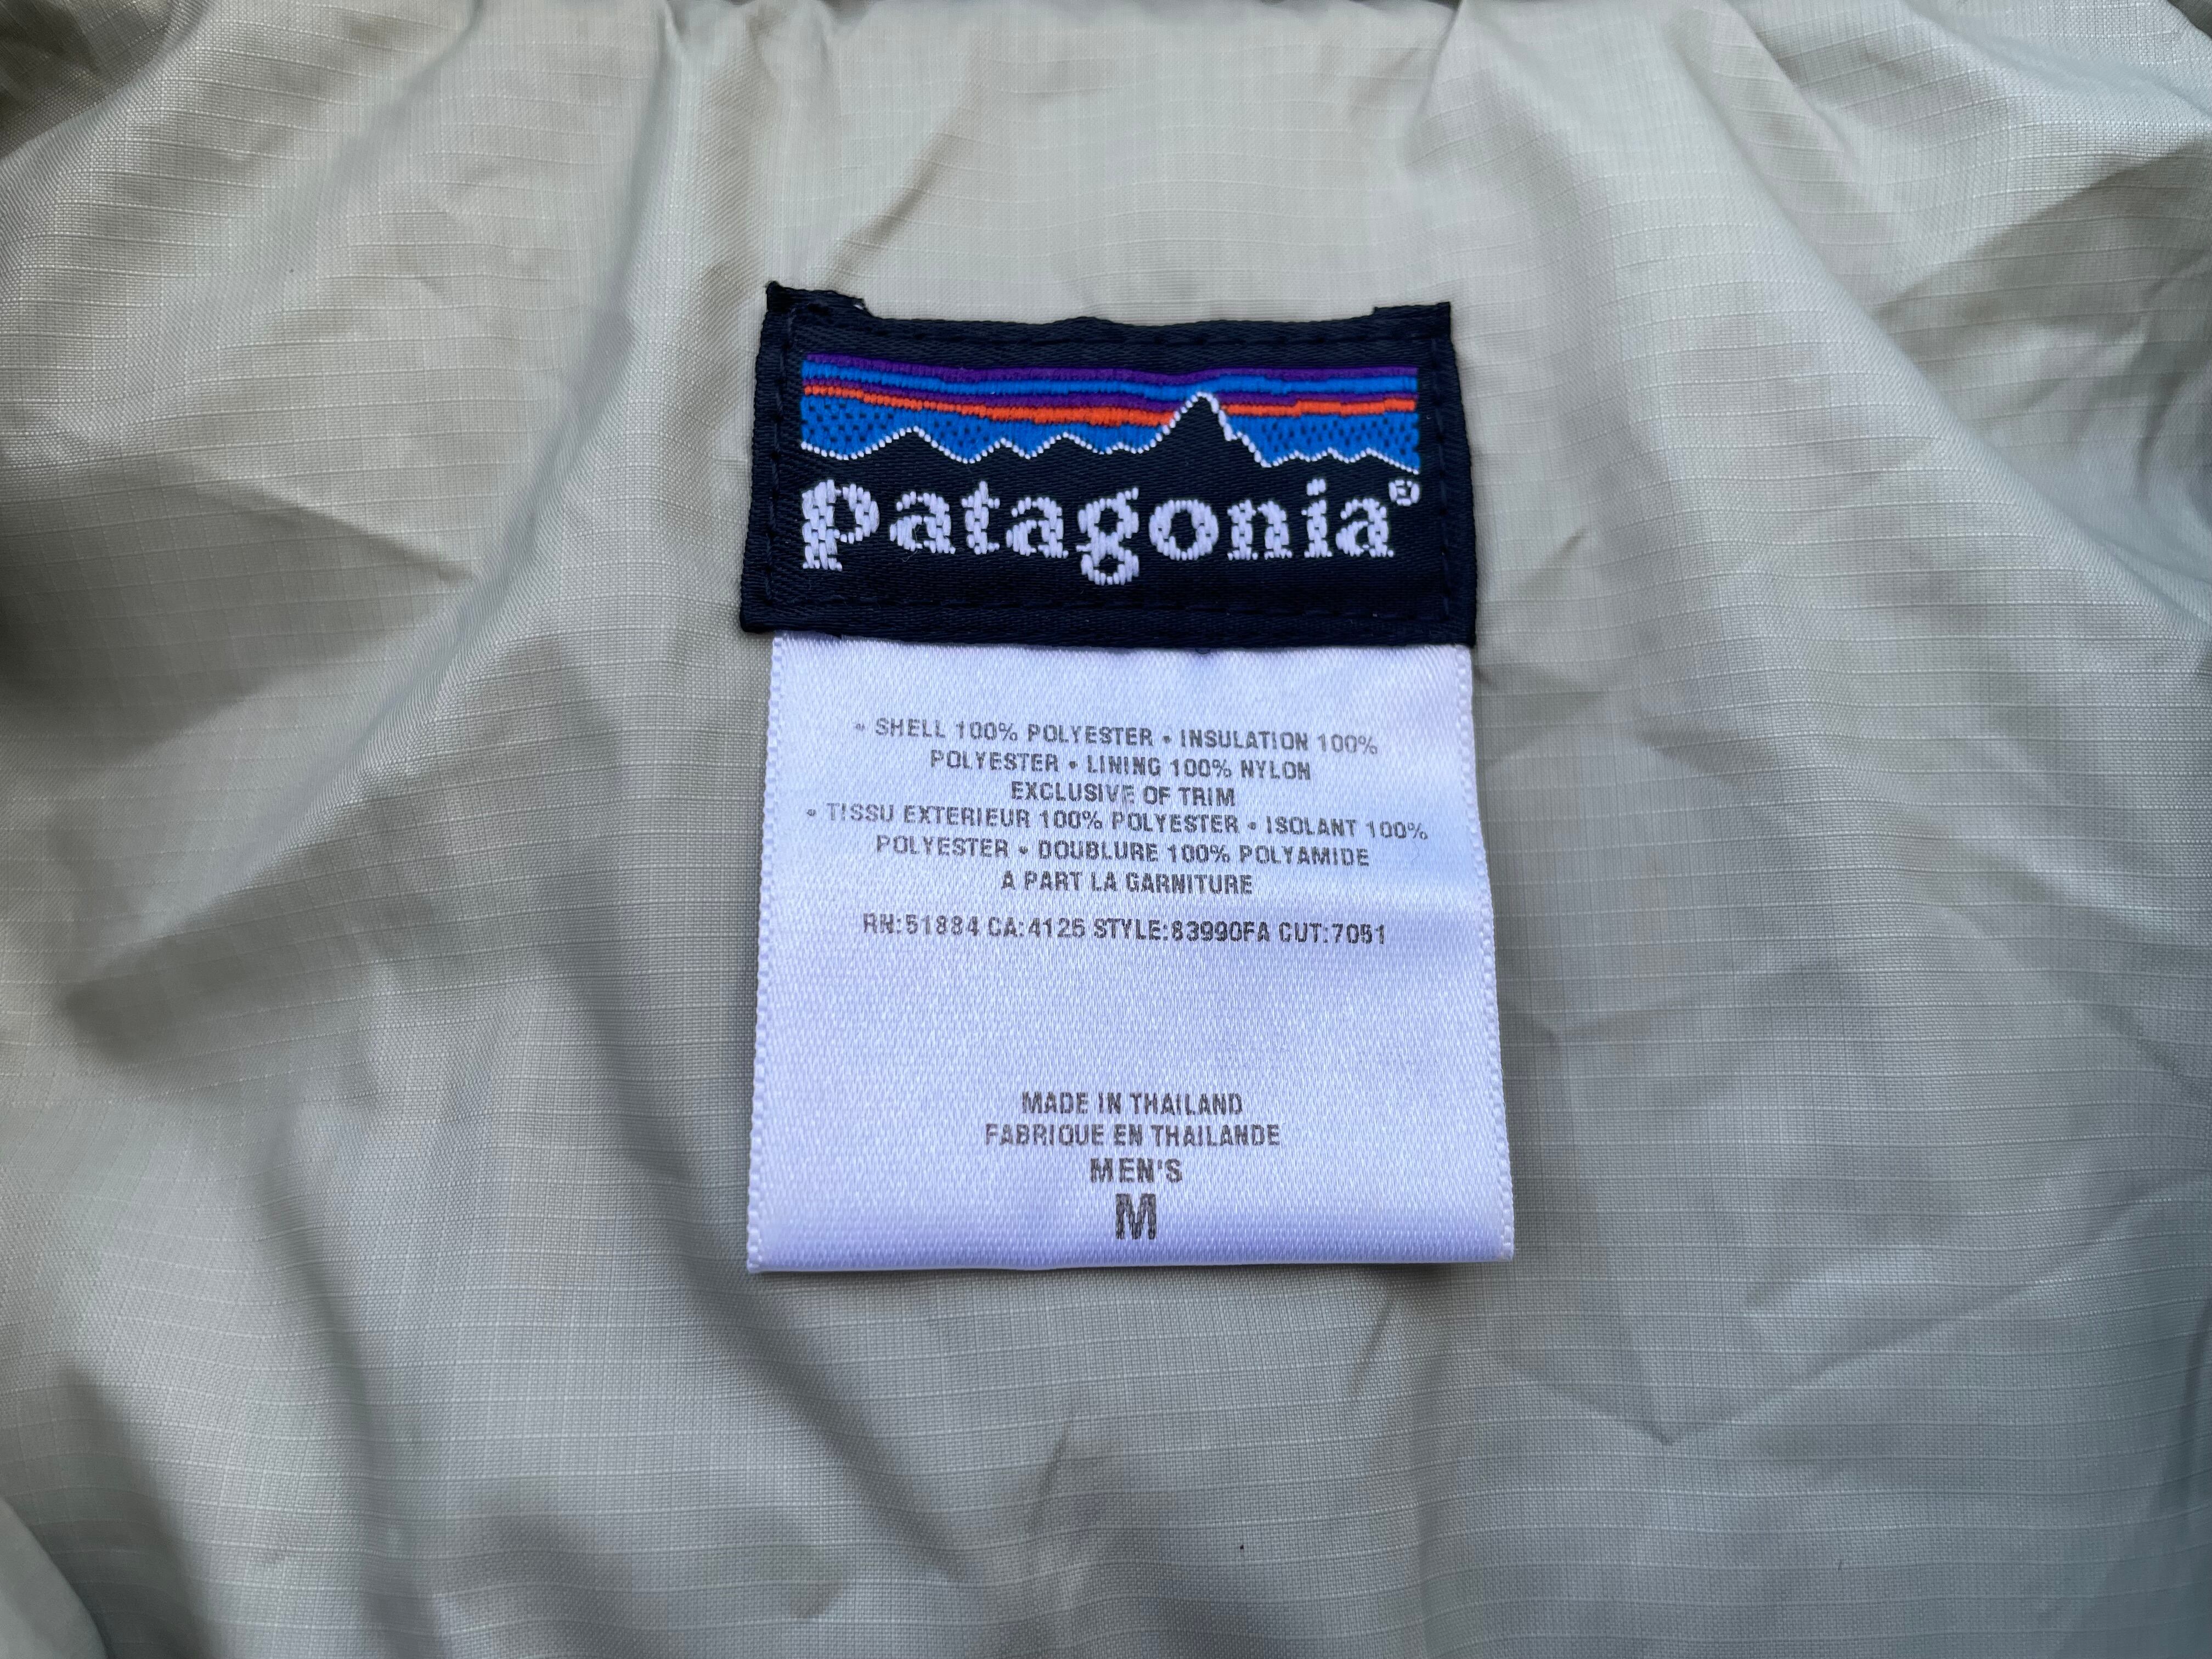 patagonia®
• SHELL 100% POLYESTER • INSULATION 100%
POLYESTER • LINING 100% NYLON
EXCLUSIVE OF TRIM
• TISSU EXTERIEUR 100% POLYESTER • ISOLANT 100%
POLYESTER • DOUBLURE 100% POLYAMIDE
A PART LA GARNITURE
RN:51884 CA:4125 STYLE:83990FA CUT:7051
MADE IN THAILAND
FABRIQUE EN THAILANDE
MEN'S
M